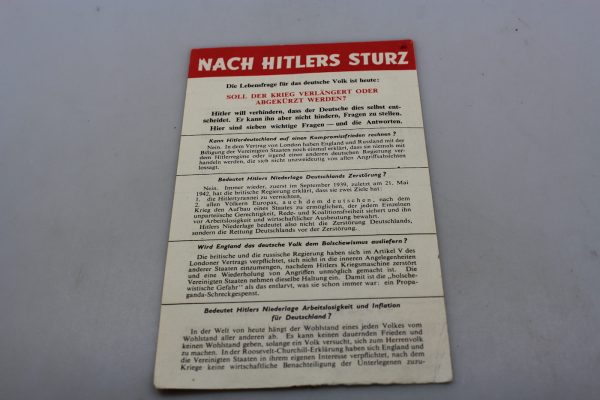 NACH HITLERS STURZ
Die Lebensfrage für das deutsche Volk ist heute:
SOLL DER KRIEG VERLÄNGERT ODER
ABGEKÜRZT WERDEN?
Hitler will verhindern, dass der Deutsche dies selbst ent-
scheidet. Er kann ihn aber nicht hindern, Fragen zu stellen.
Hier sind sieben wichtige Fragen — und die Antworten.
Kann Hitlerdeutschland auf einen Kompromissfrieden rechnen?
Nein. In dem Vertrag von London haben England und Russland mit der
Billigung der Vereinigten Staaten noch einmal erklärt, dass sie niemals mit
dem Hitlerregime oder irgend einer anderen deutschen Regierung ver-
handeln werden, die sich nicht unzweideutig von allen Angriffsabsichten
lossagt.
Bedeutet Hitlers Niederlage Deutschlands Zerstörung?
Nein. Immer wieder, zuerst im September 1939, zuletzt am 21. Mai
1942, hat die britische Regierung erklärt, dass sie zwei Ziele hat:
1. die Hitlertyrannei zu vernichten,
2. allen Völkern Europas, auch dem deutschen, nach dem
Krieg den Aufbau eines Staates zu ermöglichen, der jedem Einzelnen
unparteiische Gerechtigkeit, Rede- und Koalitionsfreiheit sichert und ihn
vor Arbeitslosigkeit und wirtschaftlicher Ausbeutung bewahrt.
Hitlers Niederlage bedeutet also nicht die Zerstörung Deutschlands,
sondern die Rettung Deutschlands vor der Zerstörung.
Wird England das deutsche Volk dem Bolschewismus ausliefern?
Die britische und die russische Regierung haben sich im Artikel V des
Londoner Vertrags verpflichtet, sich nicht in die inneren Angelegenheiten
anderer Staaten einzumengen, nachdem Hitlers Kriegsmaschine zerstört
und eine Wiederholung von Angriffen unmöglich gemacht ist. Die
Vereinigten Staaten nehmen dieselbe Haltung ein. Damit ist die „bolsche-
wistische Gefahr" als das entlarvt, was sie schon immer war: ein Propa-
ganda-Schreckgespenst.
Bedeutet Hitlers Niederlage Arbeitslosigkeit und Inflation
für Deutschland?
In der Welt von heute hängt der Wohlstand eines jeden Volkes vom
Wohlstand aller anderen ab. Es kann keinen dauernden Frieden und
keinen Wohlstand geben, solange ein Volk versucht, sich zum Herrenvolk
zu machen. In der Roosevelt-Churchill-Erklärung haben sich England und
die Vereinigten Staaten in ihrem eigenen Interesse verpflichtet, nach dem
Kriege keine wirtschaftliche Benachteiligung der Unterlegenen zuzu-